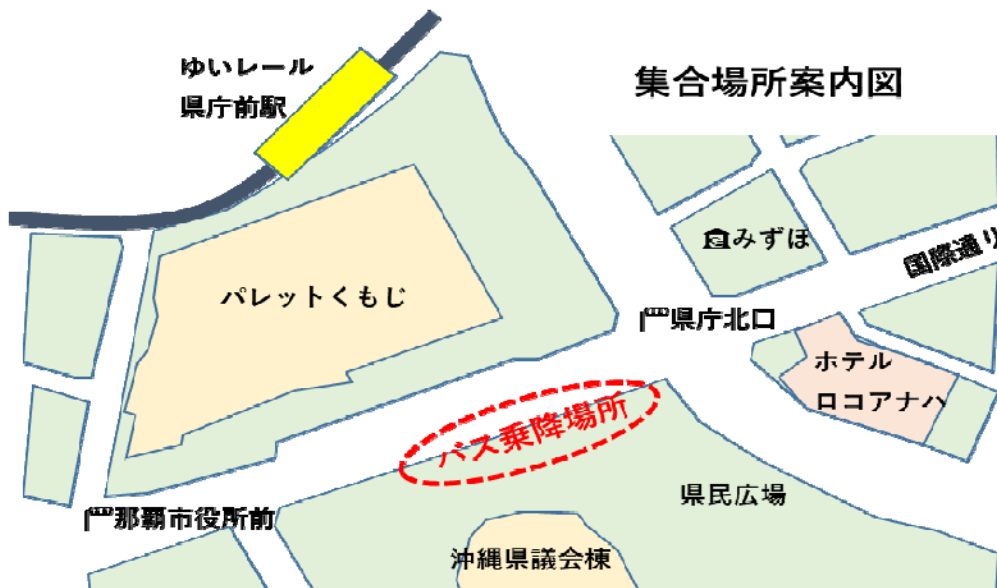 ゆいレール
県庁前駅
集合場所案内図
みずほ
国際通り
パレットくもじ
県庁北口
ホテル
ロコアナハ
バス乗降場所
県民広場
那覇市役所前
沖縄県議会棟